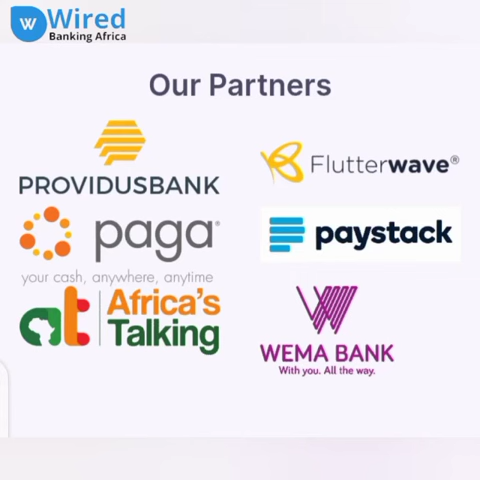 w Wired
Banking Africa
Our Partners
PROVIDUSBANK
Flutterwave®
paga®
your cash, anywhere, anytime
paystack
at Africa's
Talking
WEMA BANK
With you. All the way.